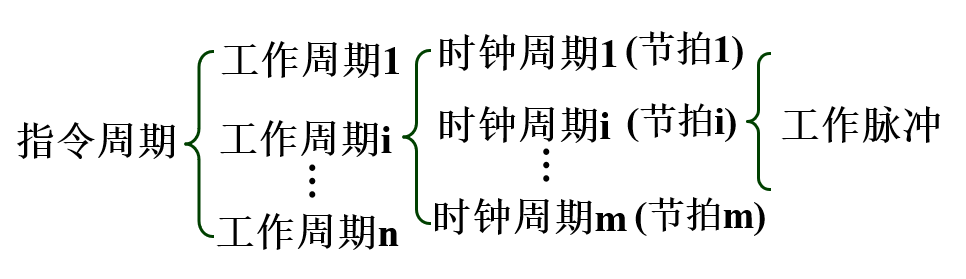 指令周期
工作周期1
工作周期i
⋮
工作周期n
时钟周期1 (节拍1)
时钟周期i (节拍i)
⋮
时钟周期m (节拍m)
工作脉冲